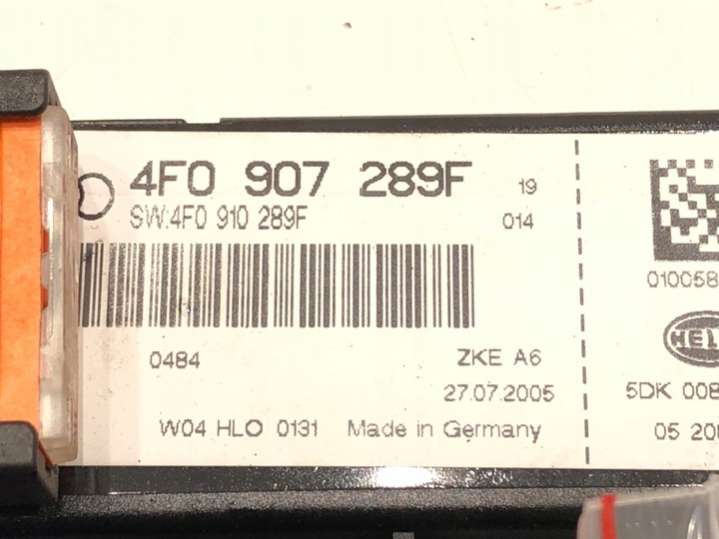 4F0 907 289F 19
SW:4F0 910 289F 014
0484 ZKE A6
27.07.2005
W04 HLO 0131 Made in Germany
010058
5DK 008
05 200